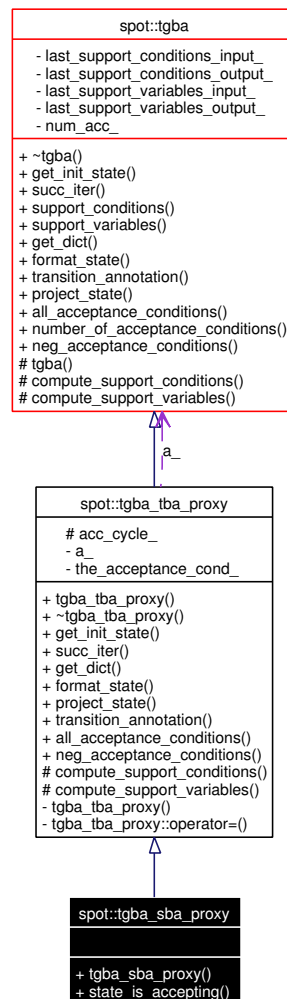 spot::tgba
- last_support_conditions_input_
- last_support_conditions_output_
- last_support_variables_input_
- last_support_variables_output_
- num_acc_
+ ~tgba()
+ get_init_state()
+ succ_iter()
+ support_conditions()
+ support_variables()
+ get_dict()
+ format_state()
+ transition_annotation()
+ project_state()
+ all_acceptance_conditions()
+ number_of_acceptance_conditions()
+ neg_acceptance_conditions()
# tgba()
# compute_support_conditions()
# compute_support_variables()
a_
spot::tgba_tba_proxy
# acc_cycle_
- a_
- the_acceptance_cond_
+ tgba_tba_proxy()
+ ~tgba_tba_proxy()
+ get_init_state()
+ succ_iter()
+ get_dict()
+ format_state()
+ project_state()
+ transition_annotation()
+ all_acceptance_conditions()
+ neg_acceptance_conditions()
# compute_support_conditions()
# compute_support_variables()
- tgba_tba_proxy()
- tgba_tba_proxy::operator=()
spot::tgba_sba_proxy
+ tgba_sba_proxy()
+ state_is_accepting()